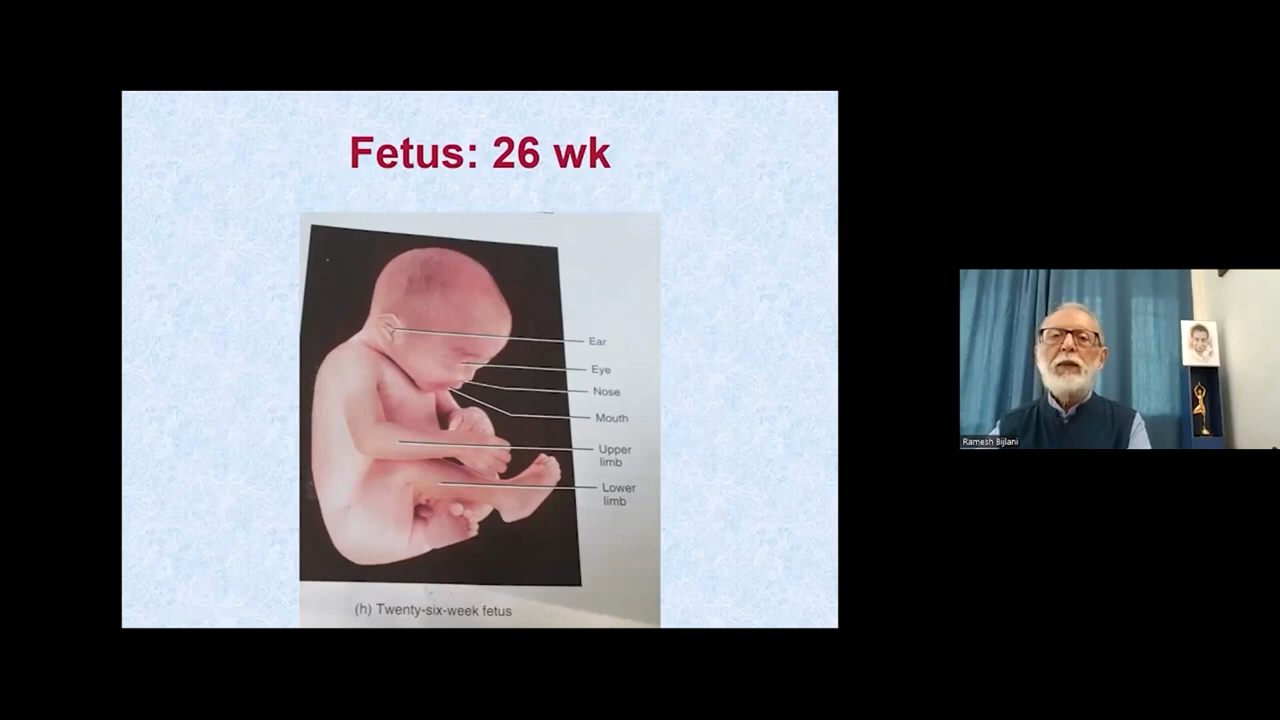 Fetus: 26 wk
Ear
Eye
Nose
Mouth
Upper
limb
Lower
limb
(h) Twenty-six-week fetus
Ramesh Bijlani